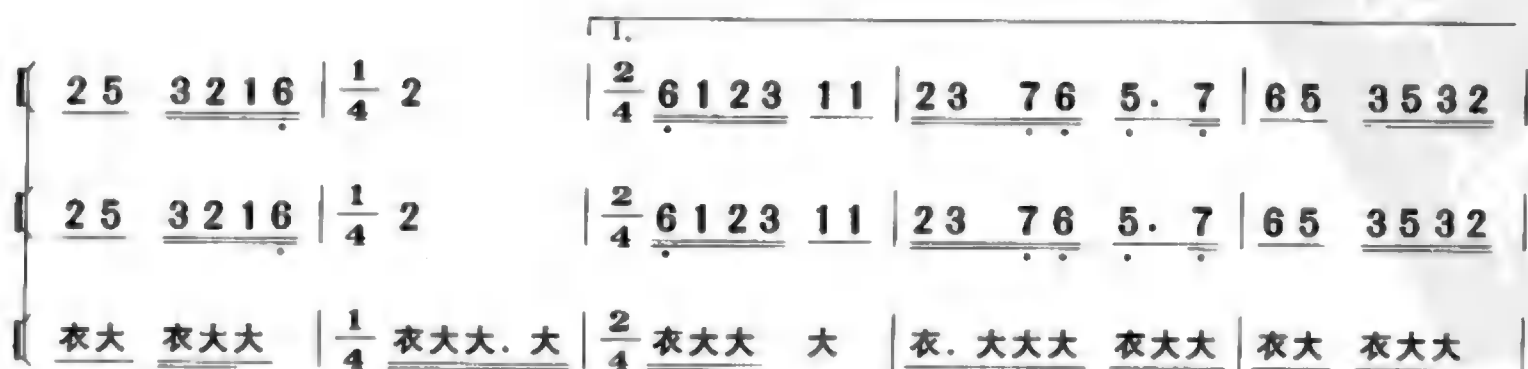 1.
25 3216 | 1/4 2 | 2/4 6123 11 | 23 76 5. 7 | 65 3532 |
25 3216 | 1/4 2 | 2/4 6123 11 | 23 76 5. 7 | 65 3532 |
衣大 衣大大 | 1/4 衣大大. 大 | 2/4 衣大大 大 | 衣. 大大大 衣大大 | 衣大 衣大大 |